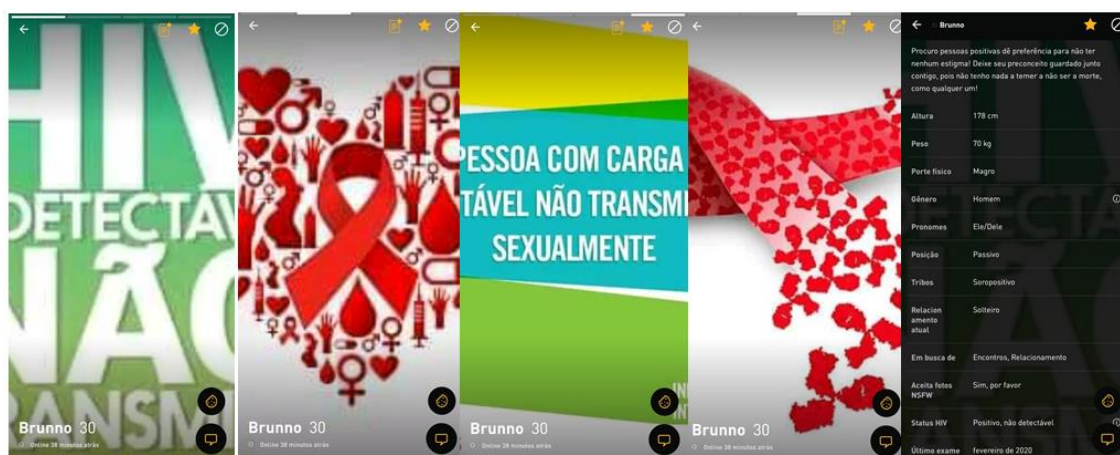 HIV
DETECTÁV
NÃO
TRANSMI
Brunno 30
Online 38 minutos atrás
Brunno 30
Online 38 minutos atrás
PESSOA COM CARGA
TÁVEL NÃO TRANSMI
SEXUALMENTE
Brunno 30
Online 38 minutos atrás
Brunno 30
Online 38 minutos atrás
Brunno
Procuro pessoas positivas dê preferência para não ter
nenhum estigma! Deixe seu preconceito guardado junto
contigo, pois não tenho nada a temer a não ser a morte,
como qualquer um!
Altura 178 cm
Peso 70 kg
Porte físico Magro
Gênero Homem
Pronomes Ele/Dele
Posição Passivo
Tribos Soropositivo
Relacion
amento
atual Solteiro
Em busca de Encontros, Relacionamento
Aceita fotos
NSFW Sim, por favor
Status HIV Positivo, não detectável
Último exame fevereiro de 2020